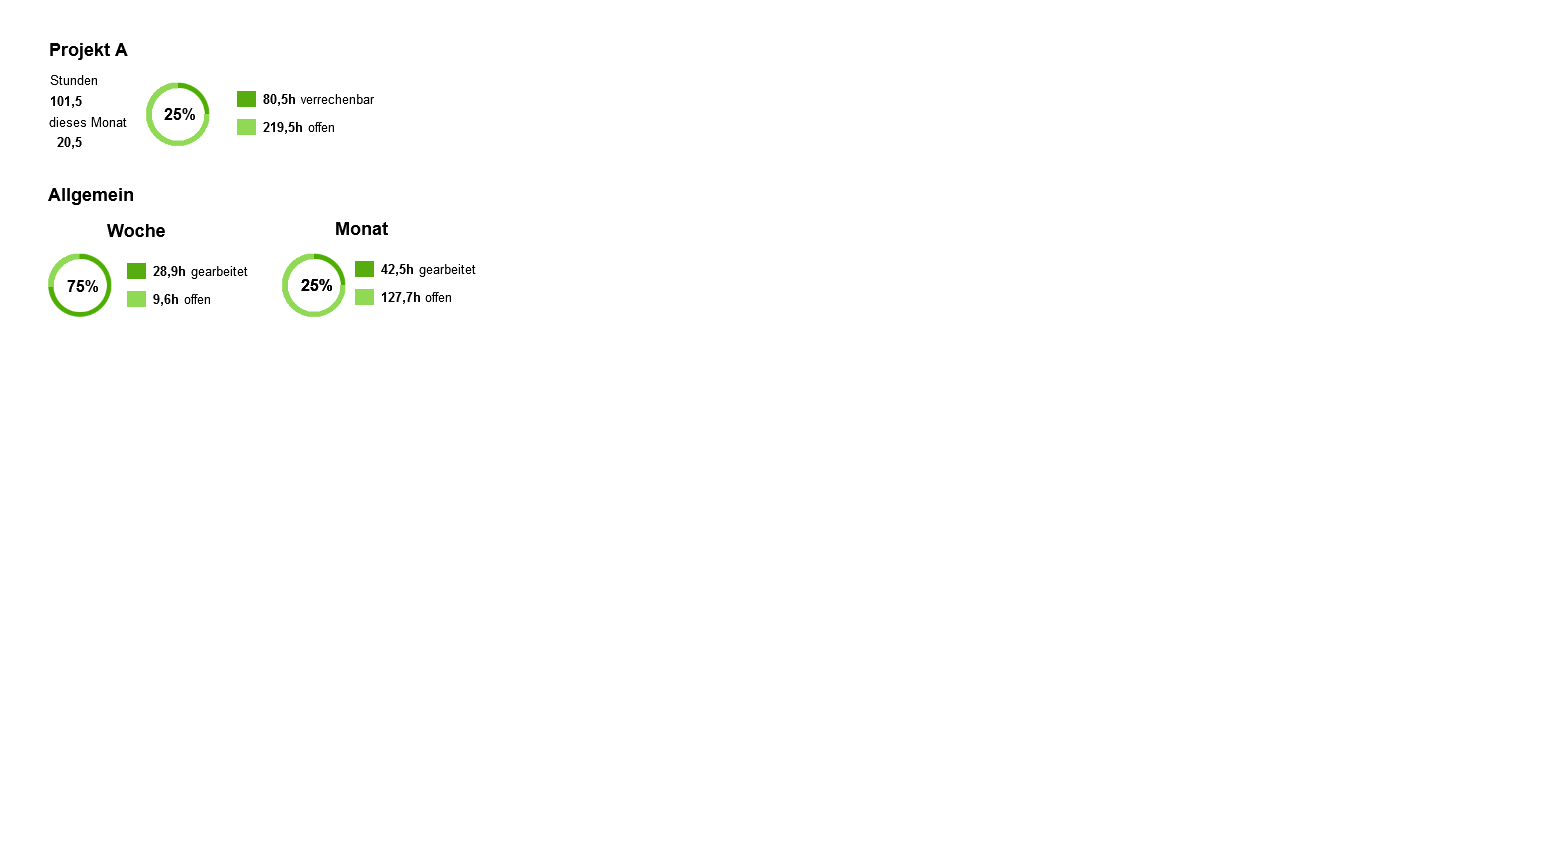 Projekt A
Stunden
101,5
dieses Monat
20,5
25%
80,5h verrechenbar
219,5h offen
Allgemein
Woche
75%
28,9h gearbeitet
9,6h offen
Monat
25%
42,5h gearbeitet
127,7h offen